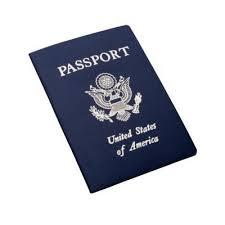 PASSPORT
United States
of America